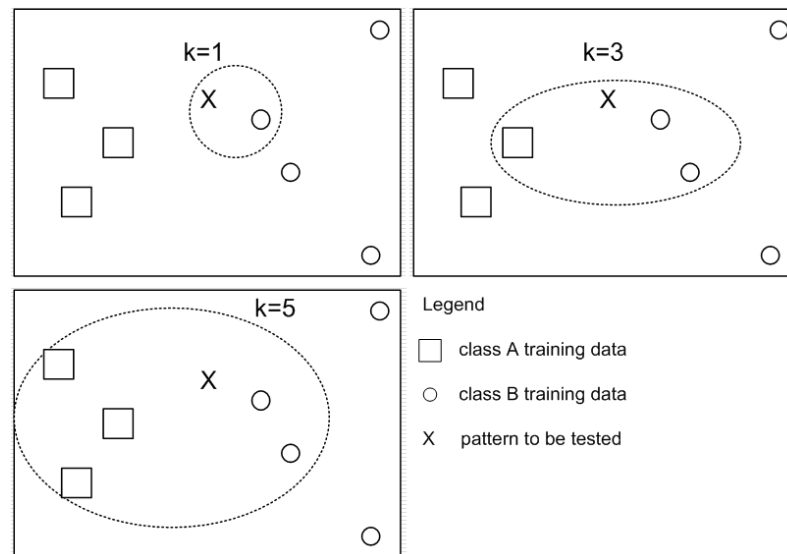 k=1
X
k=3
X
k=5
X
Legend
class A training data
class B training data
X pattern to be tested